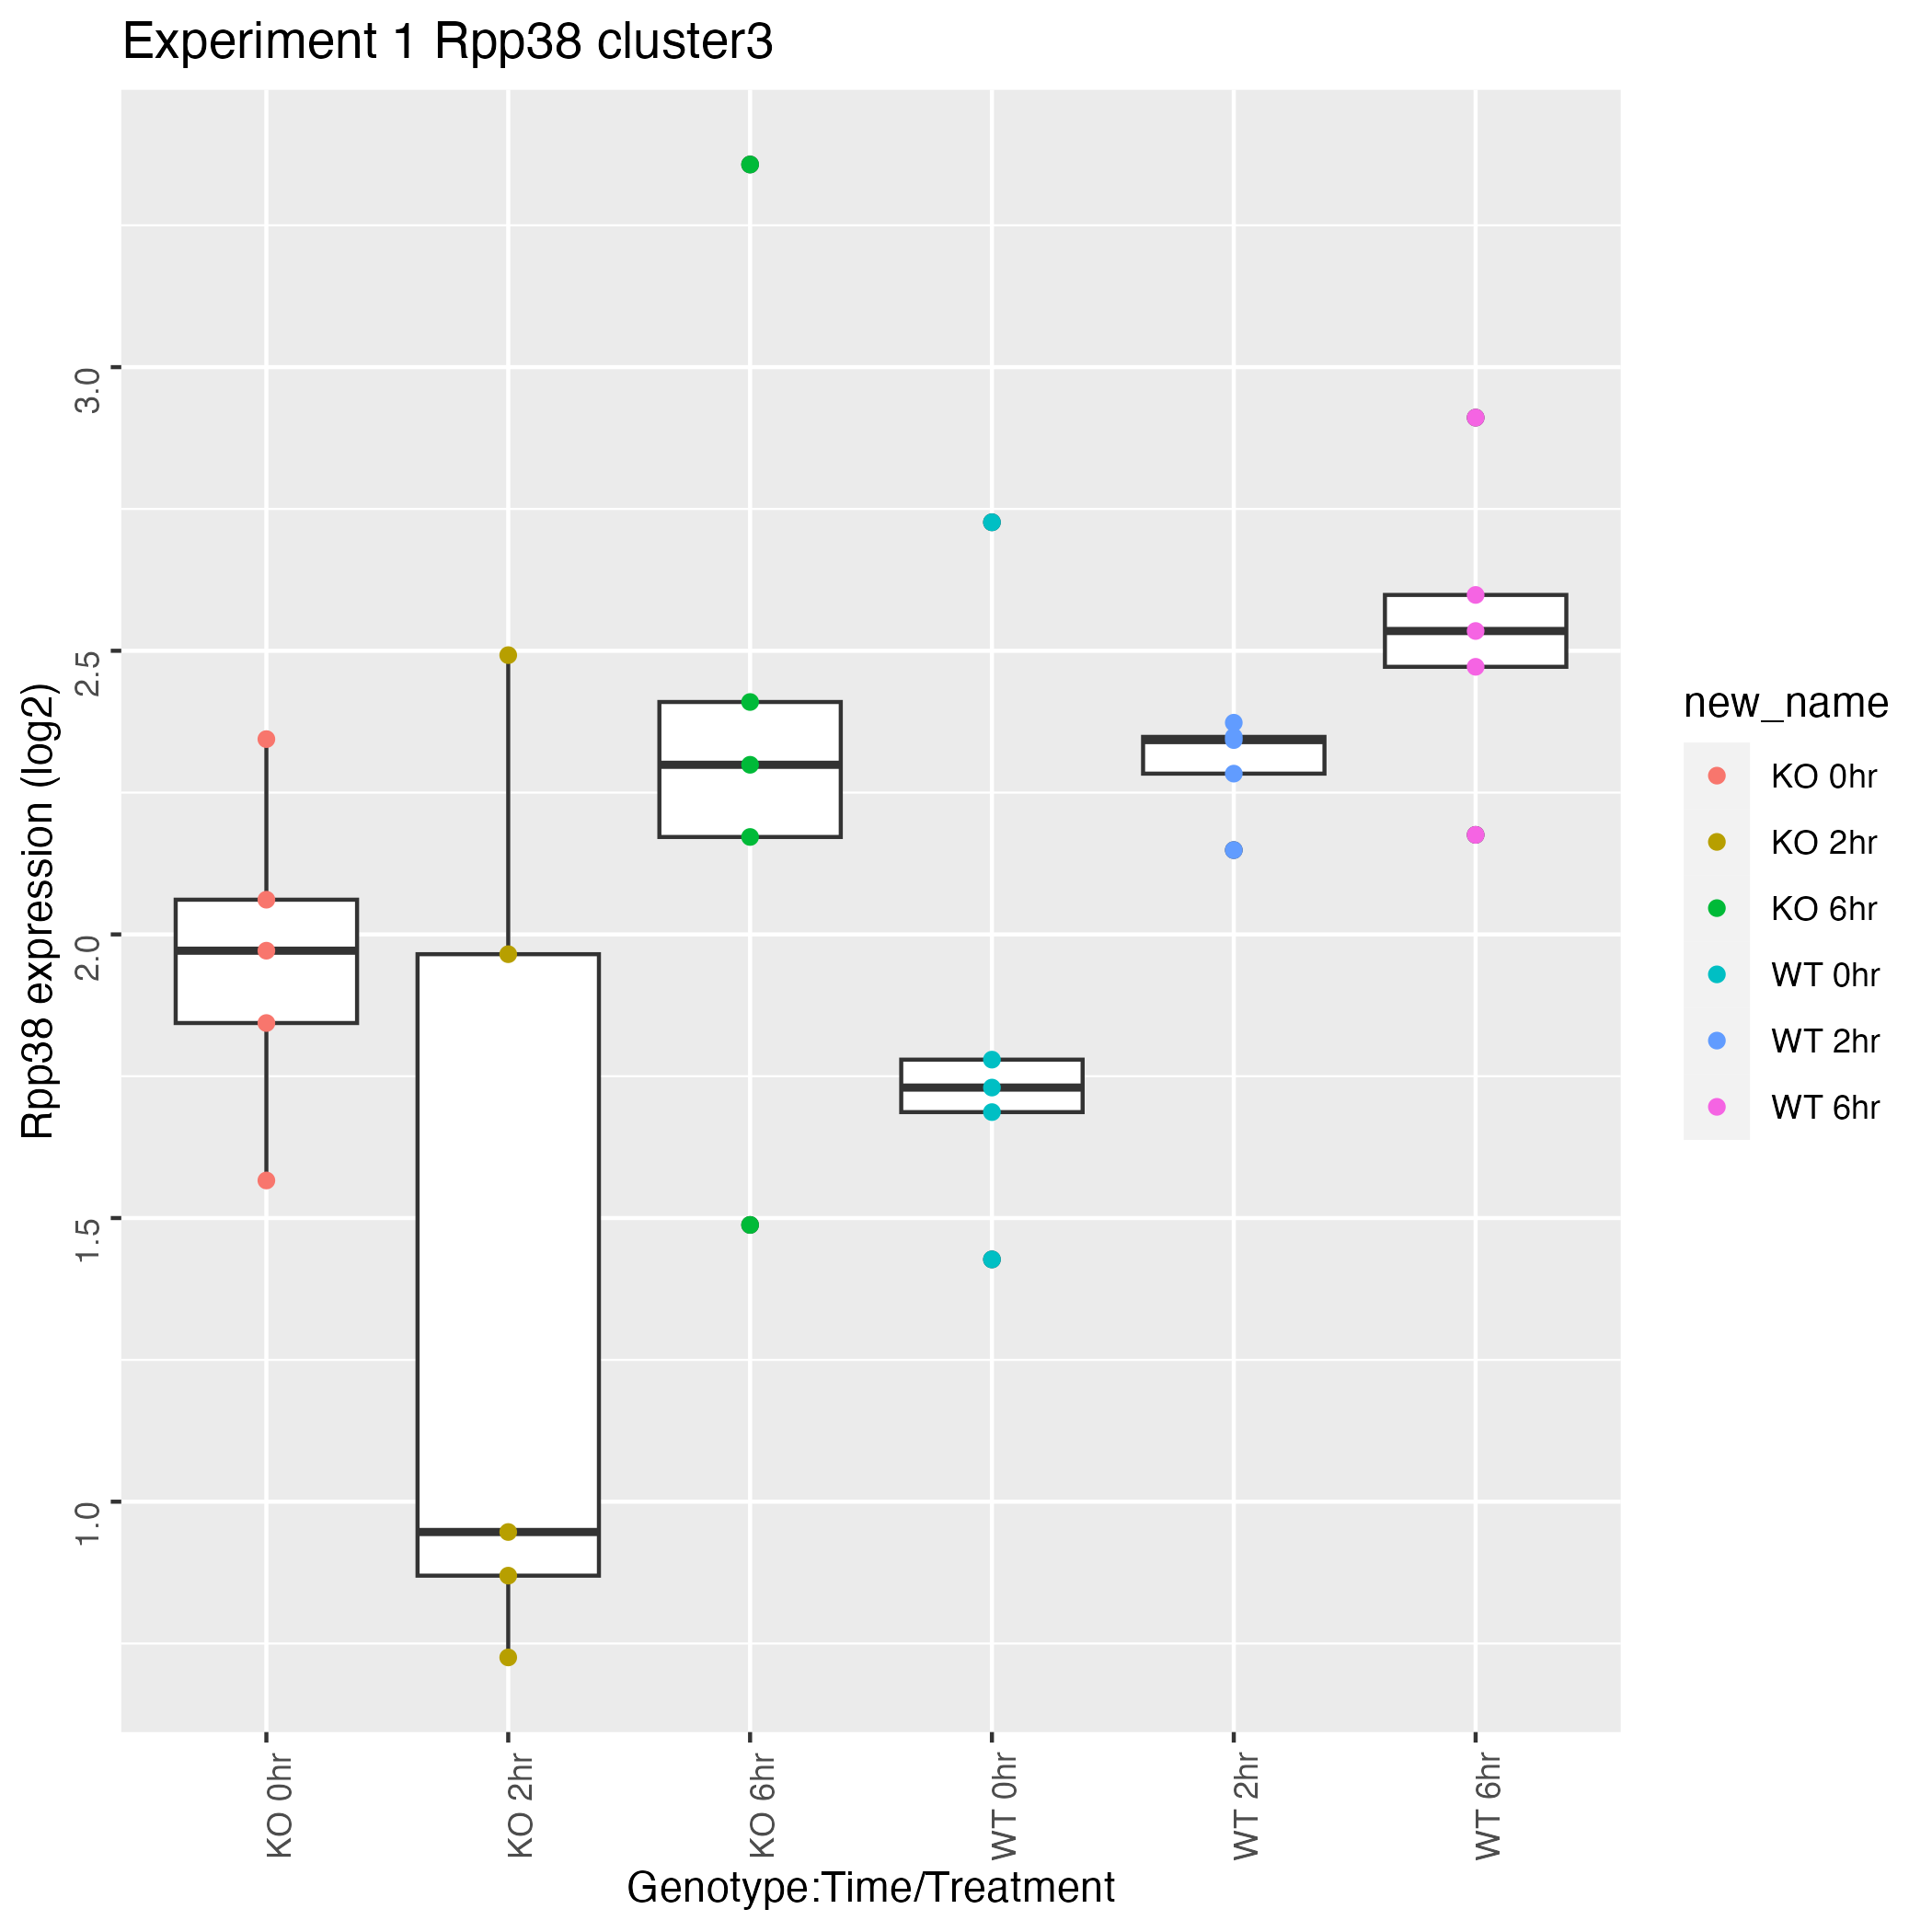 Experiment 1 Rpp38 cluster3
Rpp38 expression (log2)
3.0
2.5
2.0
1.5
1.0
KO 0hr
KO 2hr
KO 6hr
WT 0hr
WT 2hr
WT 6hr
Genotype:Time/Treatment
new_name
KO 0hr
KO 2hr
KO 6hr
WT 0hr
WT 2hr
WT 6hr